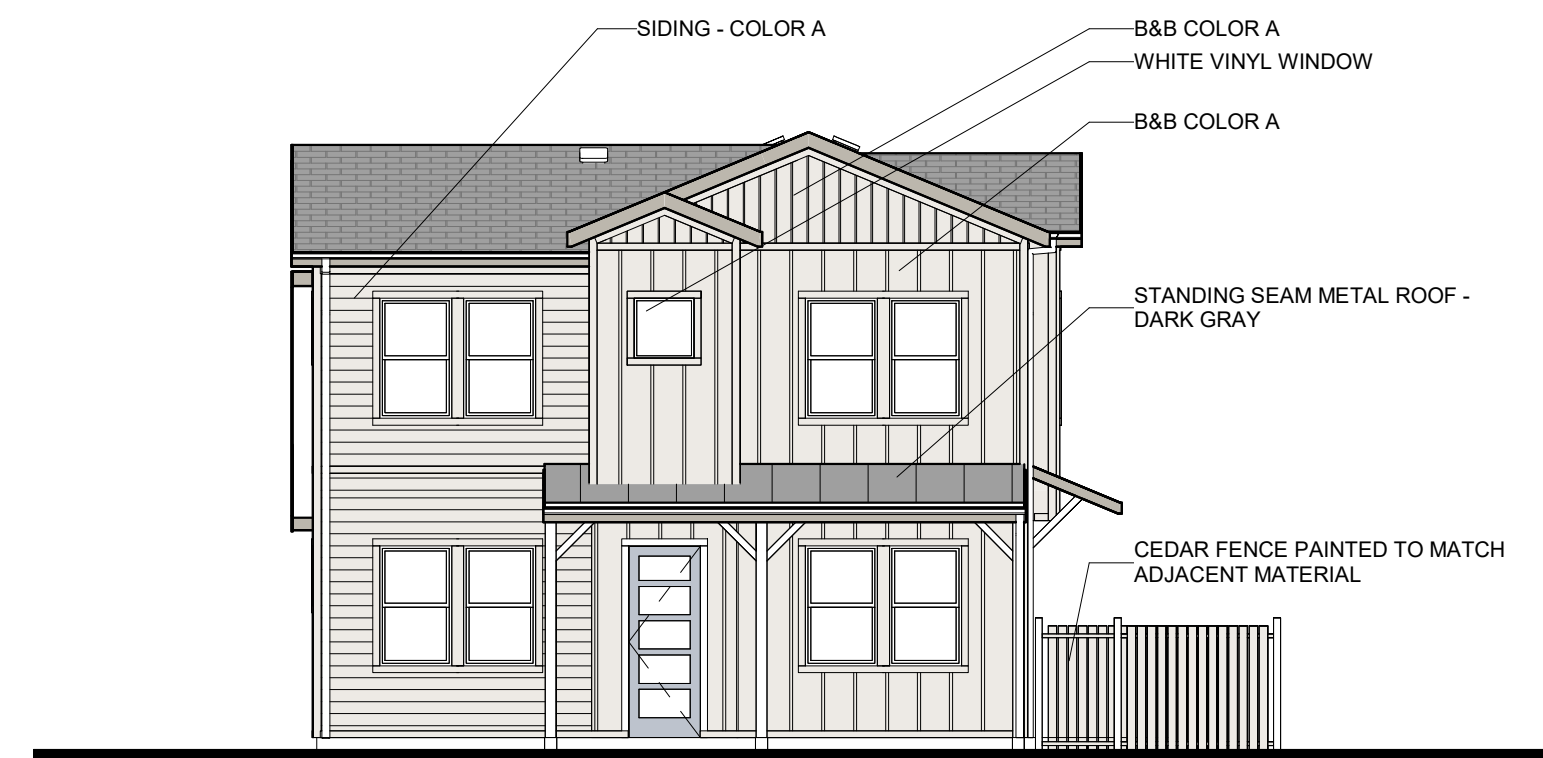 SIDING - COLOR A
B&B COLOR A
WHITE VINYL WINDOW
B&B COLOR A
STANDING SEAM METAL ROOF -
DARK GRAY
CEDAR FENCE PAINTED TO MATCH
ADJACENT MATERIAL